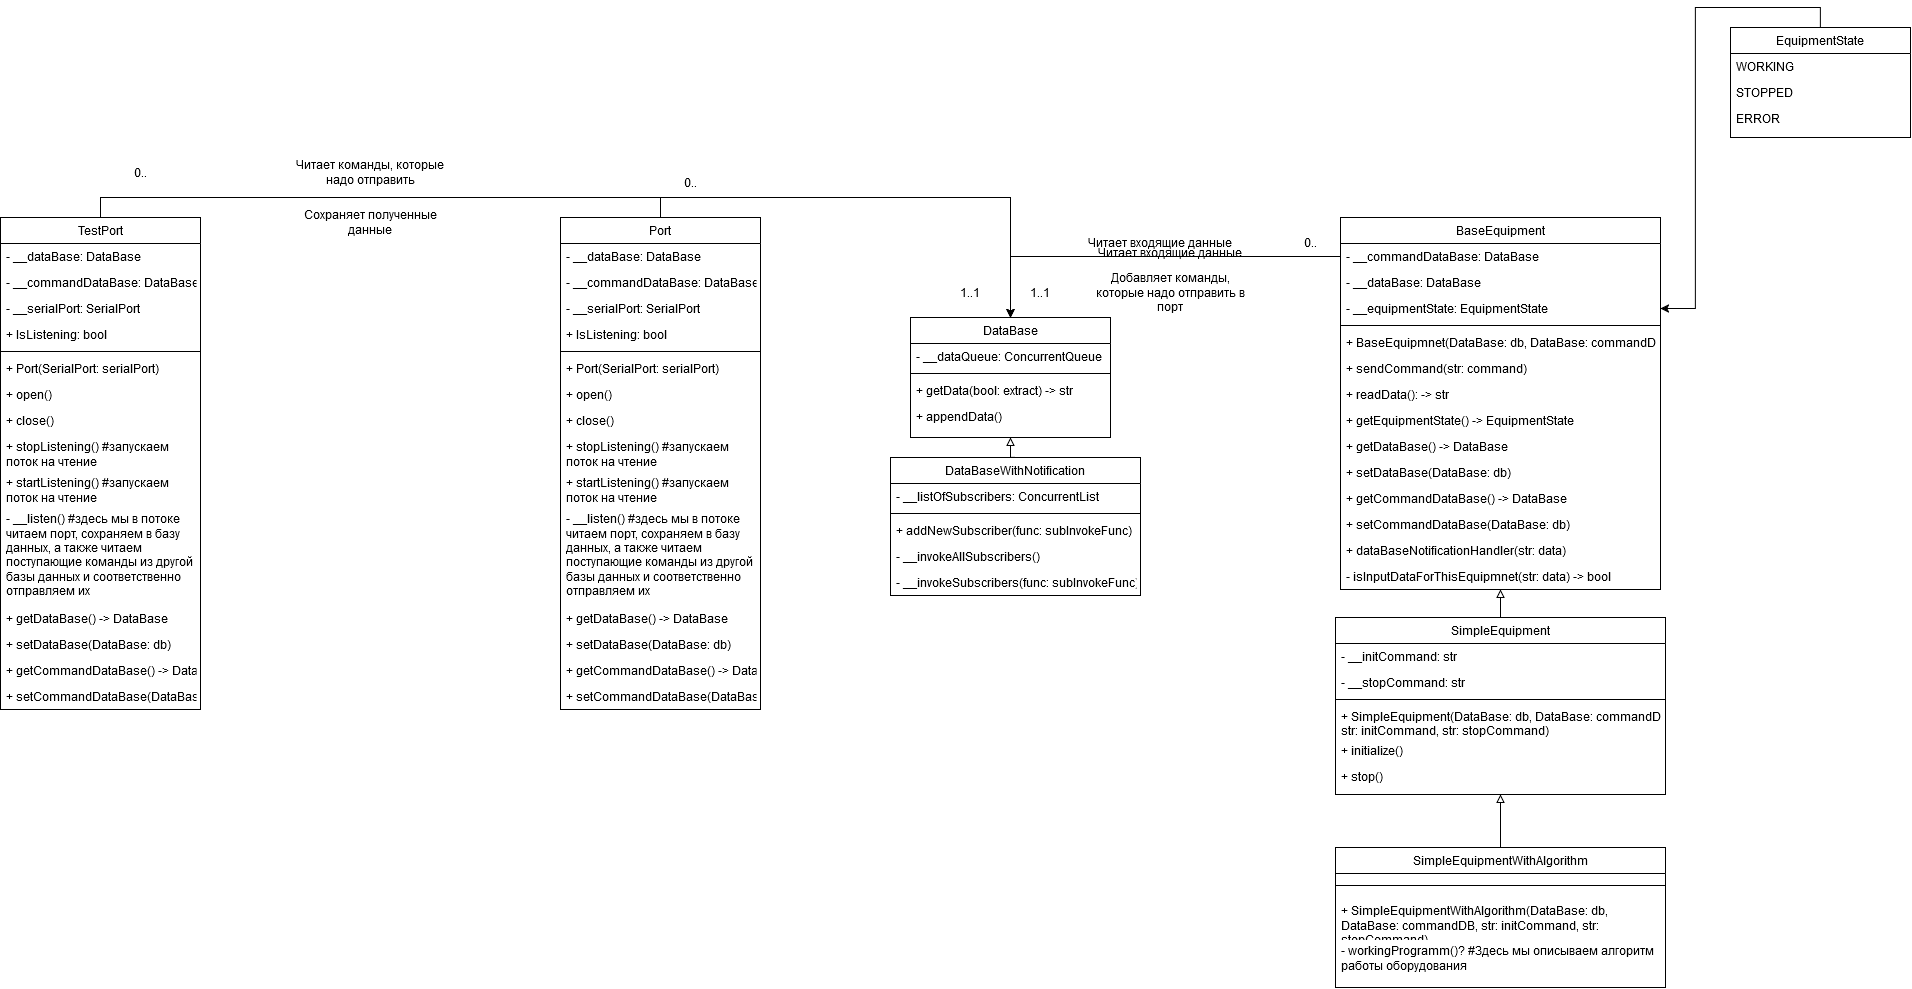 EquipmentState
WORKING
STOPPED
ERROR
0..
Читает команды, которые
надо отправить
0..
Сохраняет полученные
данные
TestPort
- __dataBase: DataBase
- __commandDataBase: DataBase
- __serialPort: SerialPort
+ IsListening: bool
+ Port(SerialPort: serialPort)
+ open()
+ close()
+ stopListening() #запускаем
поток на чтение
+ startListening() #запускаем
поток на чтение
- __listen() #здесь мы в потоке
читаем порт, сохраняем в базу
данных, а также читаем
поступающие команды из другой
базы данных и соответственно
отправляем их
+ getDataBase() -> DataBase
+ setDataBase(DataBase: db)
+ getCommandDataBase() -> Data
+ setCommandDataBase(DataBas
Port
- __dataBase: DataBase
- __commandDataBase: DataBase
- __serialPort: SerialPort
+ IsListening: bool
+ Port(SerialPort: serialPort)
+ open()
+ close()
+ stopListening() #запускаем
поток на чтение
+ startListening() #запускаем
поток на чтение
- __listen() #здесь мы в потоке
читаем порт, сохраняем в базу
данных, а также читаем
поступающие команды из другой
базы данных и соответственно
отправляем их
+ getDataBase() -> DataBase
+ setDataBase(DataBase: db)
+ getCommandDataBase() -> Data
+ setCommandDataBase(DataBas
Читает входящие данные
Читает входящие данные
0..
Добавляет команды,
которые надо отправить в
порт
1..1
1..1
DataBase
- __dataQueue: ConcurrentQueue
+ getData(bool: extract) -> str
+ appendData()
DataBaseWithNotification
- __listOfSubscribers: ConcurrentList
+ addNewSubscriber(func: subInvokeFunc)
- __invokeAllSubscribers()
- __invokeSubscribers(func: subInvokeFunc
BaseEquipment
- __commandDataBase: DataBase
- __dataBase: DataBase
- __equipmentState: EquipmentState
+ BaseEquipmnet(DataBase: db, DataBase: commandD
+ sendCommand(str: command)
+ readData(): -> str
+ getEquipmentState() -> EquipmentState
+ getDataBase() -> DataBase
+ setDataBase(DataBase: db)
+ getCommandDataBase() -> DataBase
+ setCommandDataBase(DataBase: db)
+ dataBaseNotificationHandler(str: data)
- isInputDataForThisEquipmnet(str: data) -> bool
SimpleEquipment
- __initCommand: str
- __stopCommand: str
+ SimpleEquipment(DataBase: db, DataBase: commandD
str: initCommand, str: stopCommand)
+ initialize()
+ stop()
SimpleEquipmentWithAlgorithm
+ SimpleEquipmentWithAlgorithm(DataBase: db,
DataBase: commandDB, str: initCommand, str:
stopCommand)
- workingProgramm()? #Здесь мы описываем алгоритм
работы оборудования